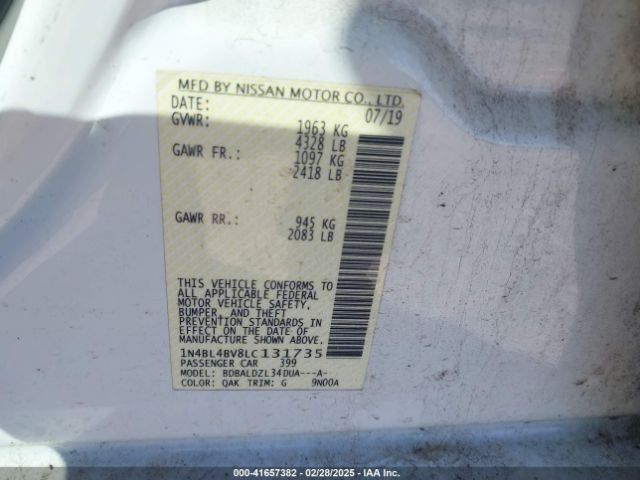 MFD BY NISSAN MOTOR CO., LTD.
DATE: 07/19
GVWR: 1963 KG
4328 LB
GAWR FR.: 1097 KG
2418 LB
GAWR RR.: 945 KG
2083 LB
THIS VEHICLE CONFORMS TO
ALL APPLICABLE FEDERAL
MOTOR VEHICLE SAFETY,
BUMPER, AND THEFT
PREVENTION STANDARDS IN
EFFECT ON THE DATE OF
MANUFACTURE SHOWN ABOVE.
1N4BL4BV8LC131735
PASSENGER CAR 399
MODEL: BDBALDZL34DUA---A-
COLOR: QAK TRIM: G 9N00A
000-41657382 | 02/28/2025 - IAA Inc.